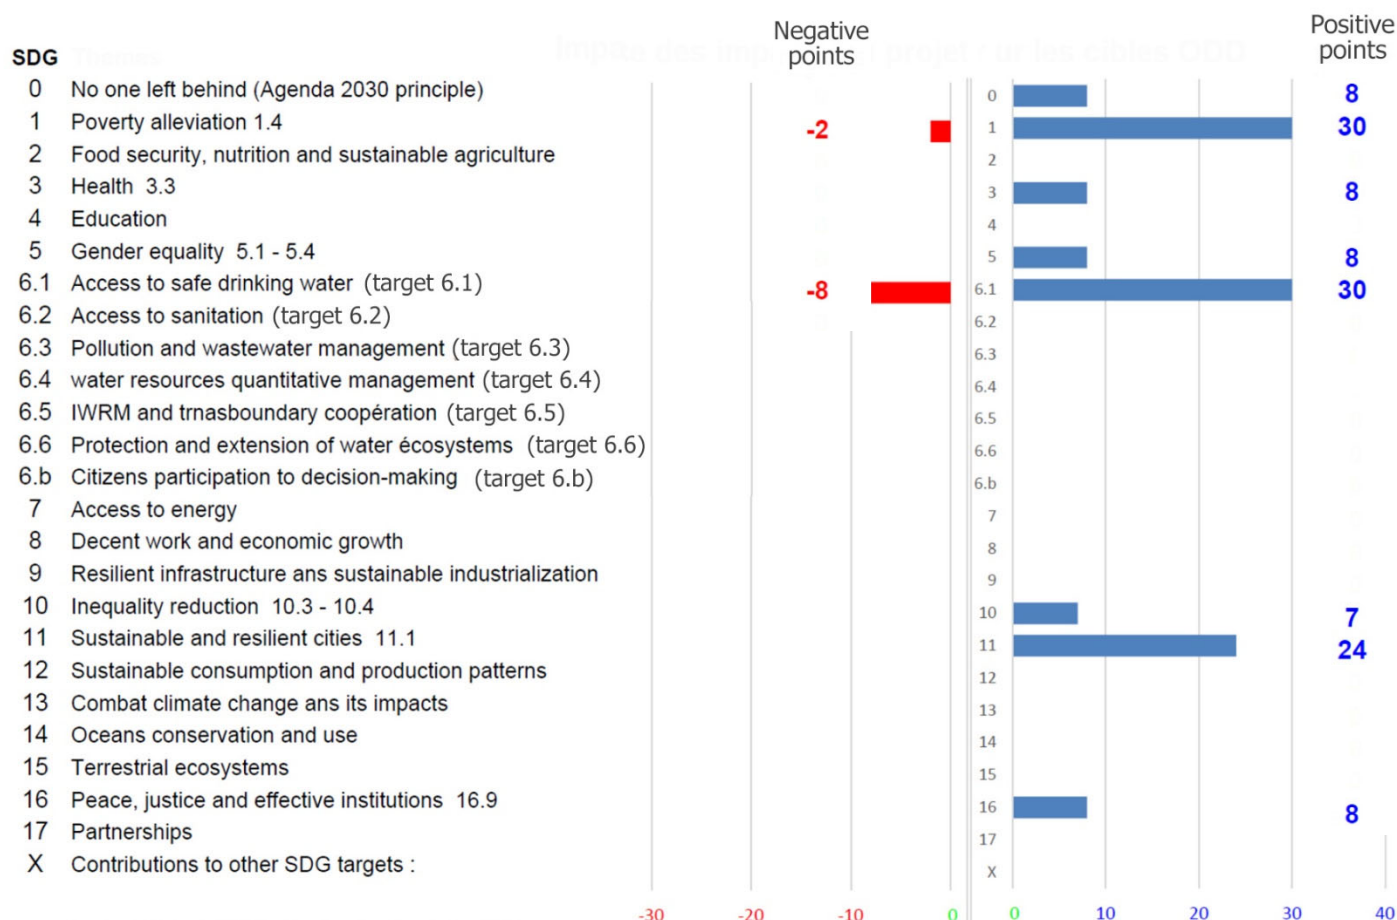 Negative points
Positive points
SDG Themes
Impact des impacts du projet sur les cibles ODD
0 No one left behind (Agenda 2030 principle) 0 8
1 Poverty alleviation 1.4 -2 1 30
2 Food security, nutrition and sustainable agriculture 2
3 Health 3.3 3 8
4 Education 4
5 Gender equality 5.1 - 5.4 5 8
6.1 Access to safe drinking water (target 6.1) -8 6.1 30
6.2 Access to sanitation (target 6.2) 6.2
6.3 Pollution and wastewater management (target 6.3) 6.3
6.4 water resources quantitative management (target 6.4) 6.4
6.5 IWRM and trnasboundary coopération (target 6.5) 6.5
6.6 Protection and extension of water écosystems (target 6.6) 6.6
6.b Citizens participation to decision-making (target 6.b) 6.b
7 Access to energy 7
8 Decent work and economic growth 8
9 Resilient infrastructure ans sustainable industrialization 9
10 Inequality reduction 10.3 - 10.4 10 7
11 Sustainable and resilient cities 11.1 11 24
12 Sustainable consumption and production patterns 12
13 Combat climate change ans its impacts 13
14 Oceans conservation and use 14
15 Terrestrial ecosystems 15
16 Peace, justice and effective institutions 16.9 16 8
17 Partnerships 17
X Contributions to other SDG targets : X
-30 -20 -10 0 0 10 20 30 40